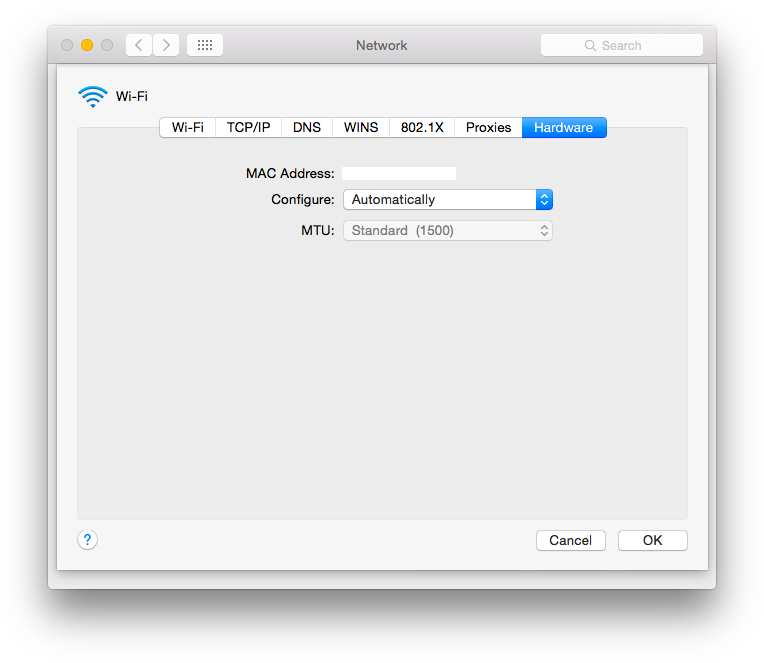 Network
Search
Wi-Fi
Wi-Fi TCP/IP DNS WINS 802.1X Proxies Hardware
MAC Address:
Configure: Automatically
MTU: Standard (1500)
? Cancel OK